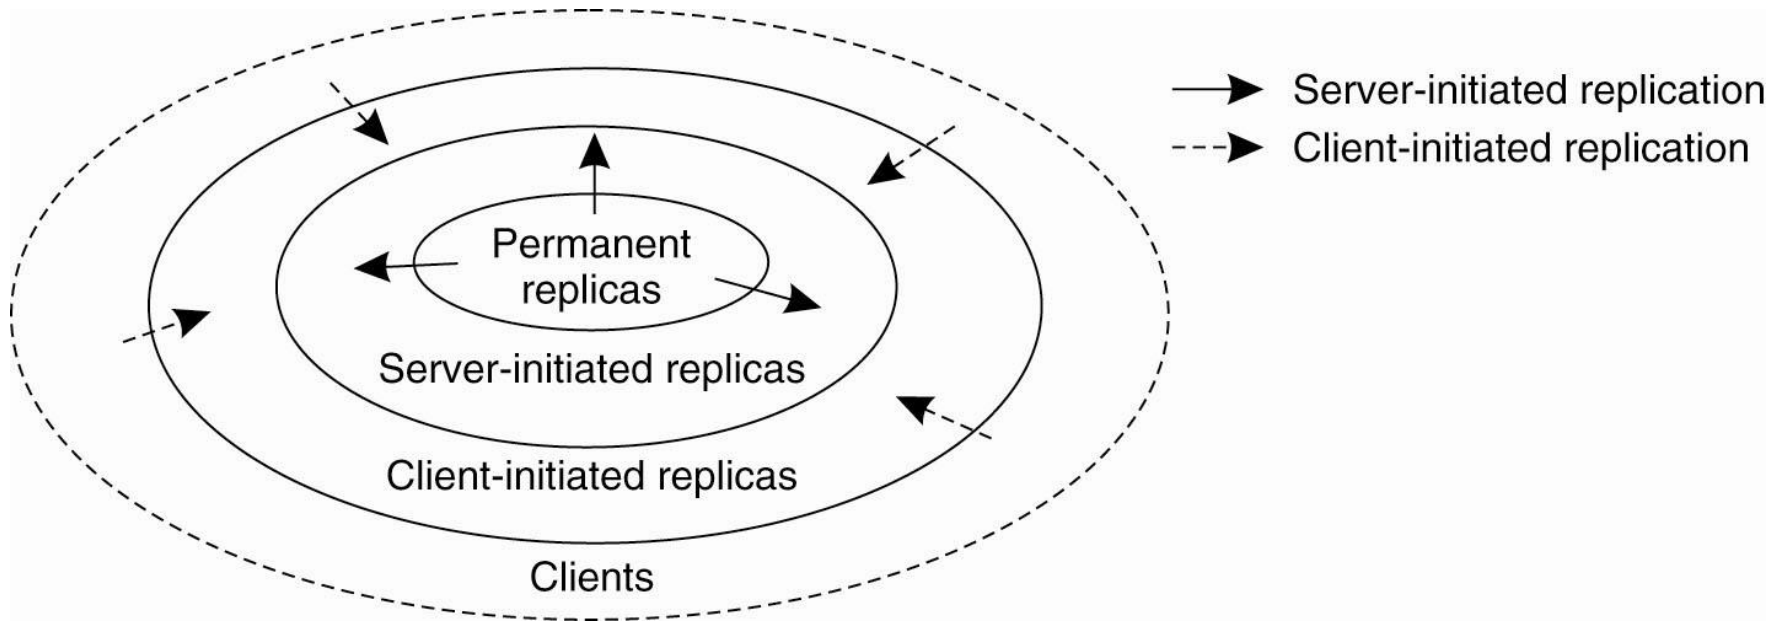 Server-initiated replication
Client-initiated replication
Permanent
replicas
Server-initiated replicas
Client-initiated replicas
Clients